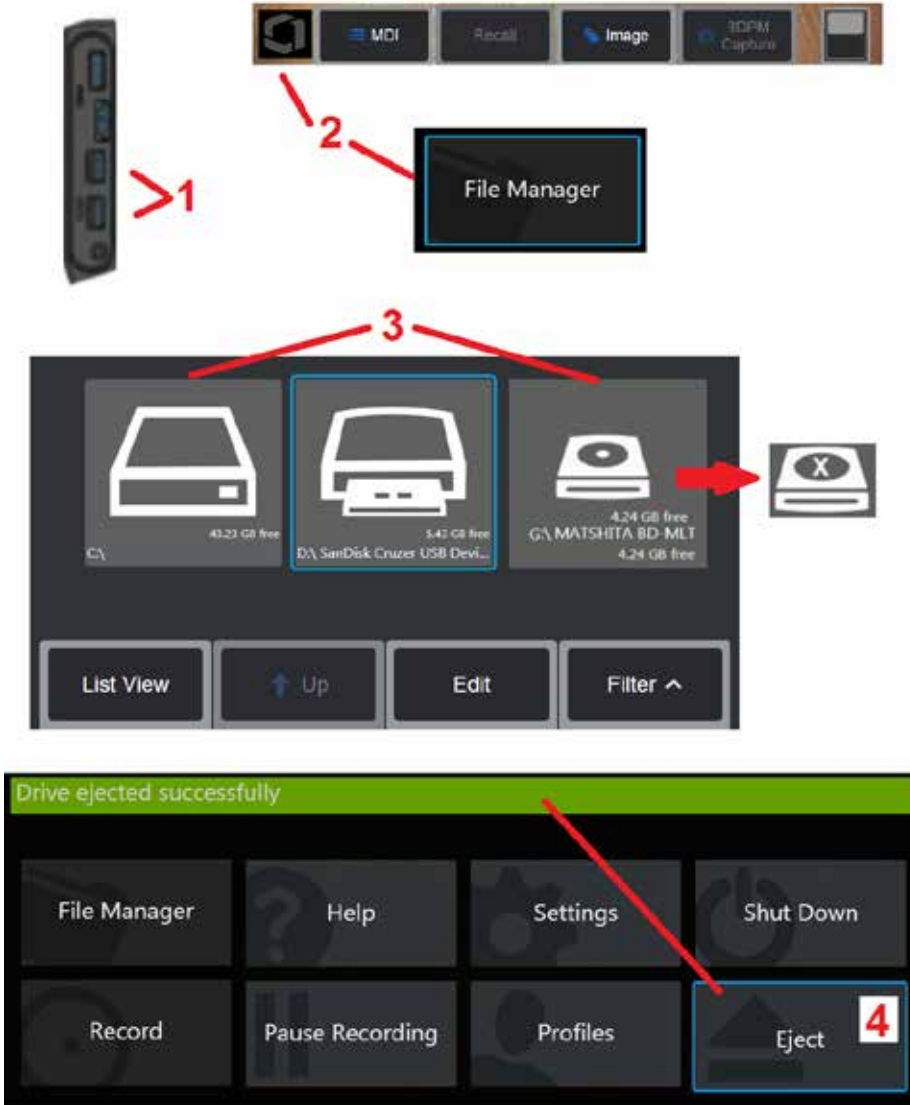 MDI
Recall
Image
3DPM
Capture
2
File Manager
1
3
X
43.23 GB free
C:\
5.43 GB free
D:\ SanDisk Cruzer USB Devi...
4.24 GB free
G:\ MATSHITA BD-MLT
4.24 GB free
List View
Up
Edit
Filter
Drive ejected successfully
File Manager
Help
Settings
Shut Down
Record
Pause Recording
Profiles
Eject
4